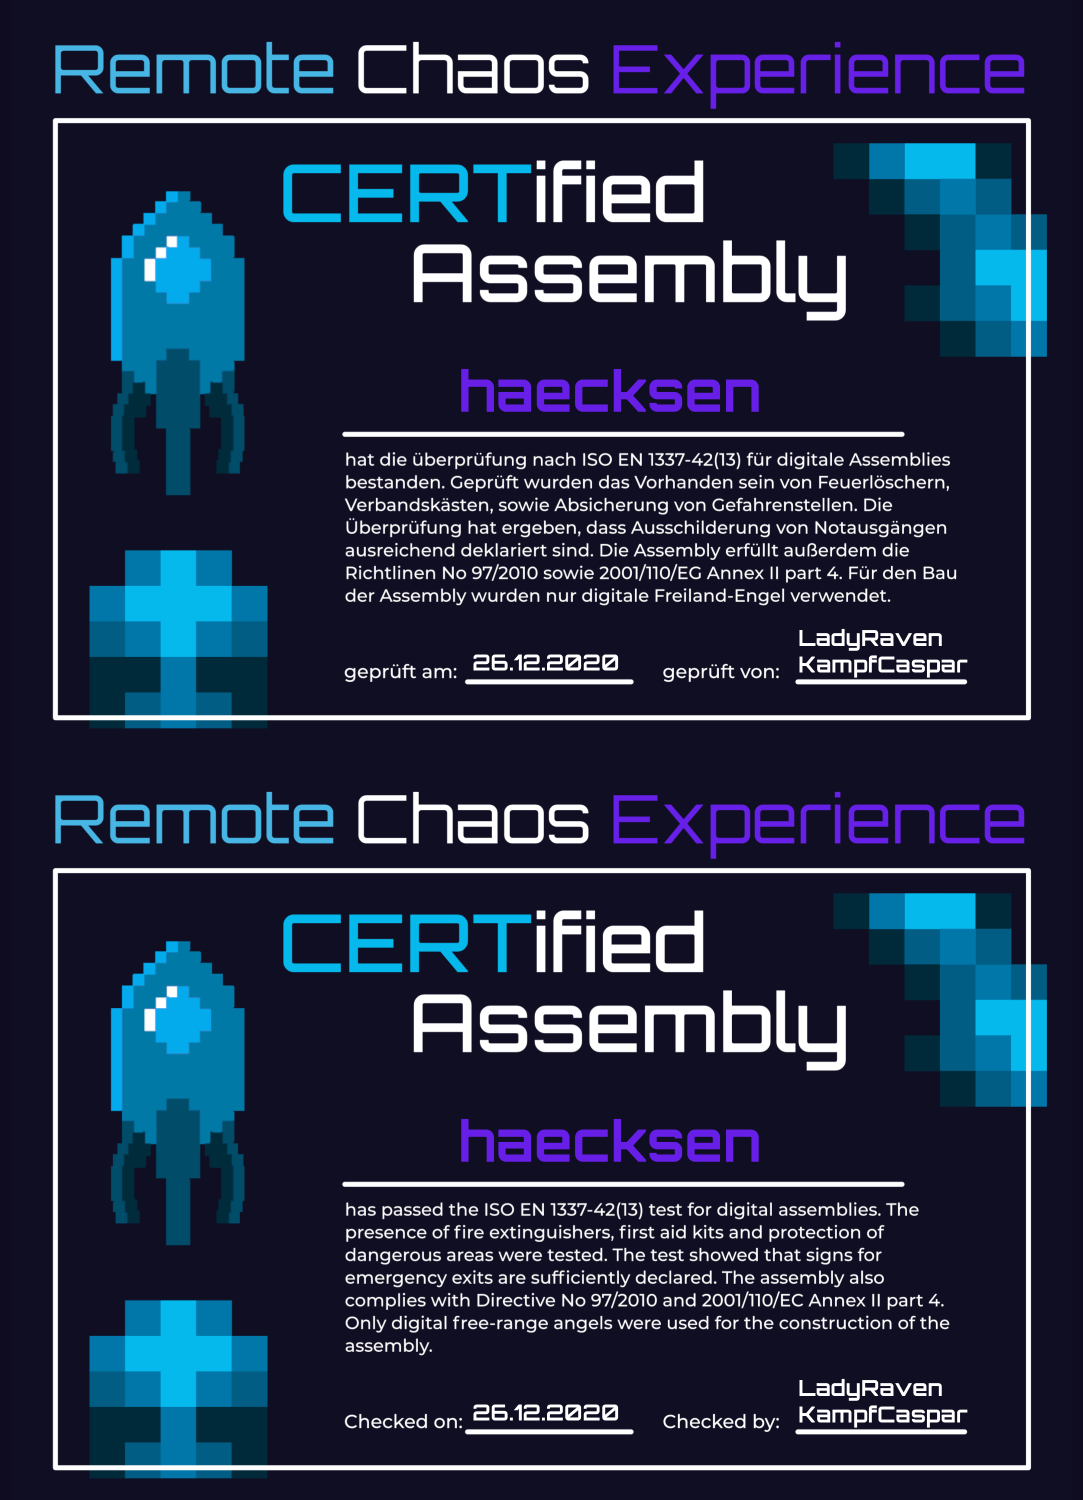 Remote Chaos Experience
CERTified
Assembly
haecksen
hat die überprüfung nach ISO EN 1337-42(13) für digitale Assemblies
bestanden. Geprüft wurden das Vorhanden sein von Feuerlöschern,
Verbandskästen, sowie Absicherung von Gefahrenstellen. Die
Überprüfung hat ergeben, dass Ausschilderung von Notausgängen
ausreichend deklariert sind. Die Assembly erfüllt außerdem die
Richtlinen No 97/2010 sowie 2001/110/EG Annex II part 4. Für den Bau
der Assembly wurden nur digitale Freiland-Engel verwendet.
geprüft am: 26.12.2020 geprüft von: LadyRaven
KampfCaspar
Remote Chaos Experience
CERTified
Assembly
haecksen
has passed the ISO EN 1337-42(13) test for digital assemblies. The
presence of fire extinguishers, first aid kits and protection of
dangerous areas were tested. The test showed that signs for
emergency exits are sufficiently declared. The assembly also
complies with Directive No 97/2010 and 2001/110/EC Annex II part 4.
Only digital free-range angels were used for the construction of the
assembly.
Checked on: 26.12.2020 Checked by: LadyRaven
KampfCaspar